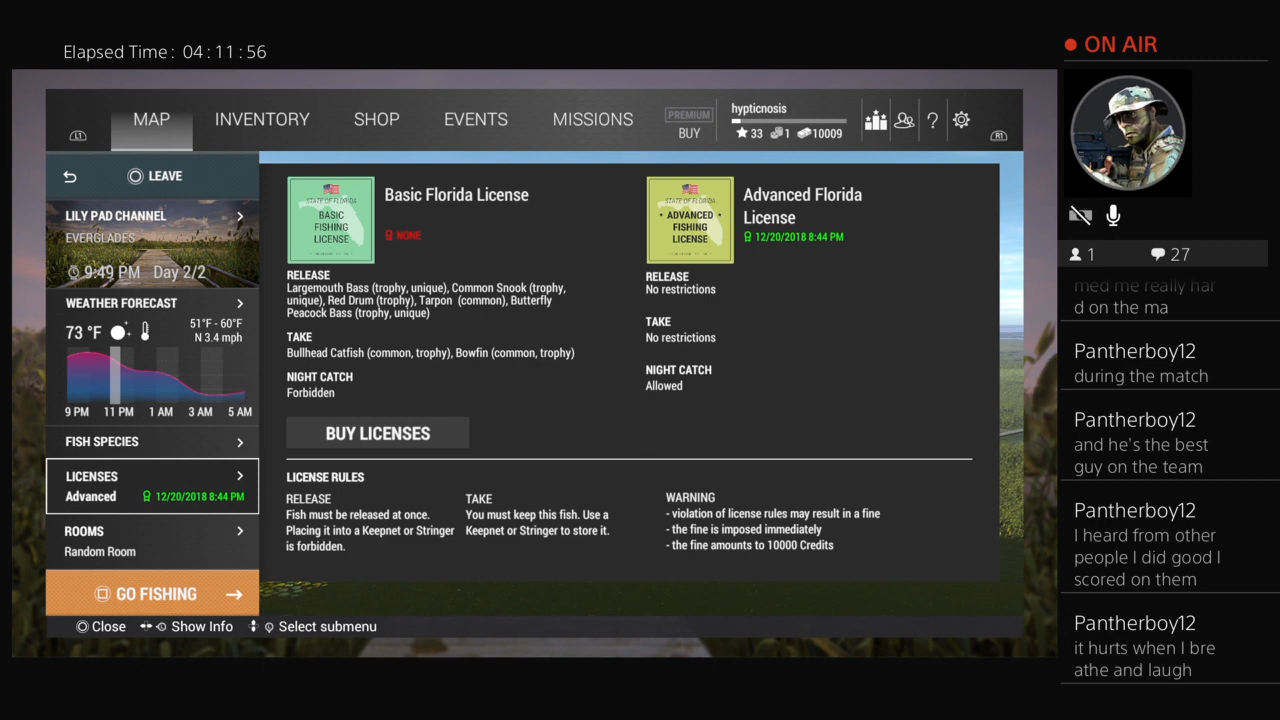 Elapsed Time: 04:11:56
ON AIR
L1
MAP
INVENTORY
SHOP
EVENTS
MISSIONS
PREMIUM
BUY
hypticnosis
33 1 10009
?
R1
LEAVE
LILY PAD CHANNEL
EVERGLADES
9:49 PM Day 2/2
WEATHER FORECAST
73 °F
51°F - 60°F
N 3.4 mph
9 PM 11 PM 1 AM 3 AM 5 AM
FISH SPECIES
LICENSES
Advanced 12/20/2018 8:44 PM
ROOMS
Random Room
GO FISHING
STATE OF FLORIDA
BASIC
FISHING
LICENSE
Basic Florida License
NONE
RELEASE
Largemouth Bass (trophy, unique), Common Snook (trophy,
unique), Red Drum (trophy), Tarpon (common), Butterfly
Peacock Bass (trophy, unique)
TAKE
Bullhead Catfish (common, trophy), Bowfin (common, trophy)
NIGHT CATCH
Forbidden
STATE OF FLORIDA
• ADVANCED •
FISHING
LICENSE
Advanced Florida
License
12/20/2018 8:44 PM
RELEASE
No restrictions
TAKE
No restrictions
NIGHT CATCH
Allowed
BUY LICENSES
LICENSE RULES
RELEASE
Fish must be released at once.
Placing it into a Keepnet or Stringer
is forbidden.
TAKE
You must keep this fish. Use a
Keepnet or Stringer to store it.
WARNING
- violation of license rules may result in a fine
- the fine is imposed immediately
- the fine amounts to 10000 Credits
Close Show Info Select submenu
1 27
med me really har
d on the ma
Pantherboy12
during the match
Pantherboy12
and he's the best
guy on the team
Pantherboy12
I heard from other
people I did good I
scored on them
Pantherboy12
it hurts when I bre
athe and laugh